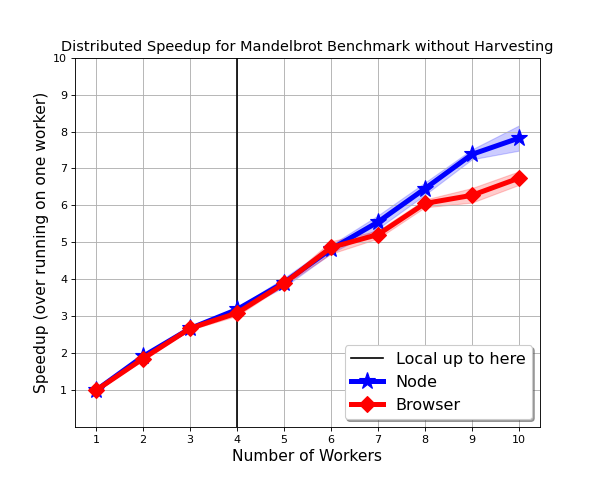 Distributed Speedup for Mandelbrot Benchmark without Harvesting
10
9
8
7
6
5
4
3
2
1
Speedup (over running on one worker)
Local up to here
Node
Browser
1 2 3 4 5 6 7 8 9 10
Number of Workers